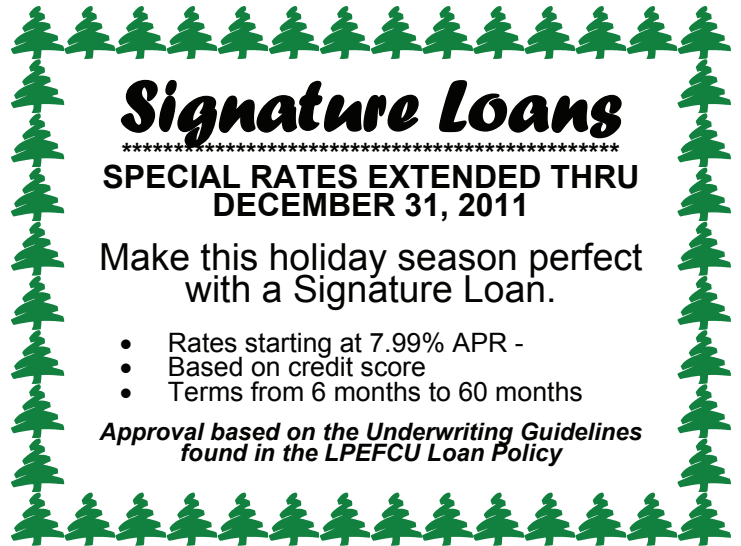 Signature Loans
************************************************
SPECIAL RATES EXTENDED THRU
DECEMBER 31, 2011
Make this holiday season perfect
with a Signature Loan.
• Rates starting at 7.99% APR -
• Based on credit score
• Terms from 6 months to 60 months
Approval based on the Underwriting Guidelines
found in the LPEFCU Loan Policy